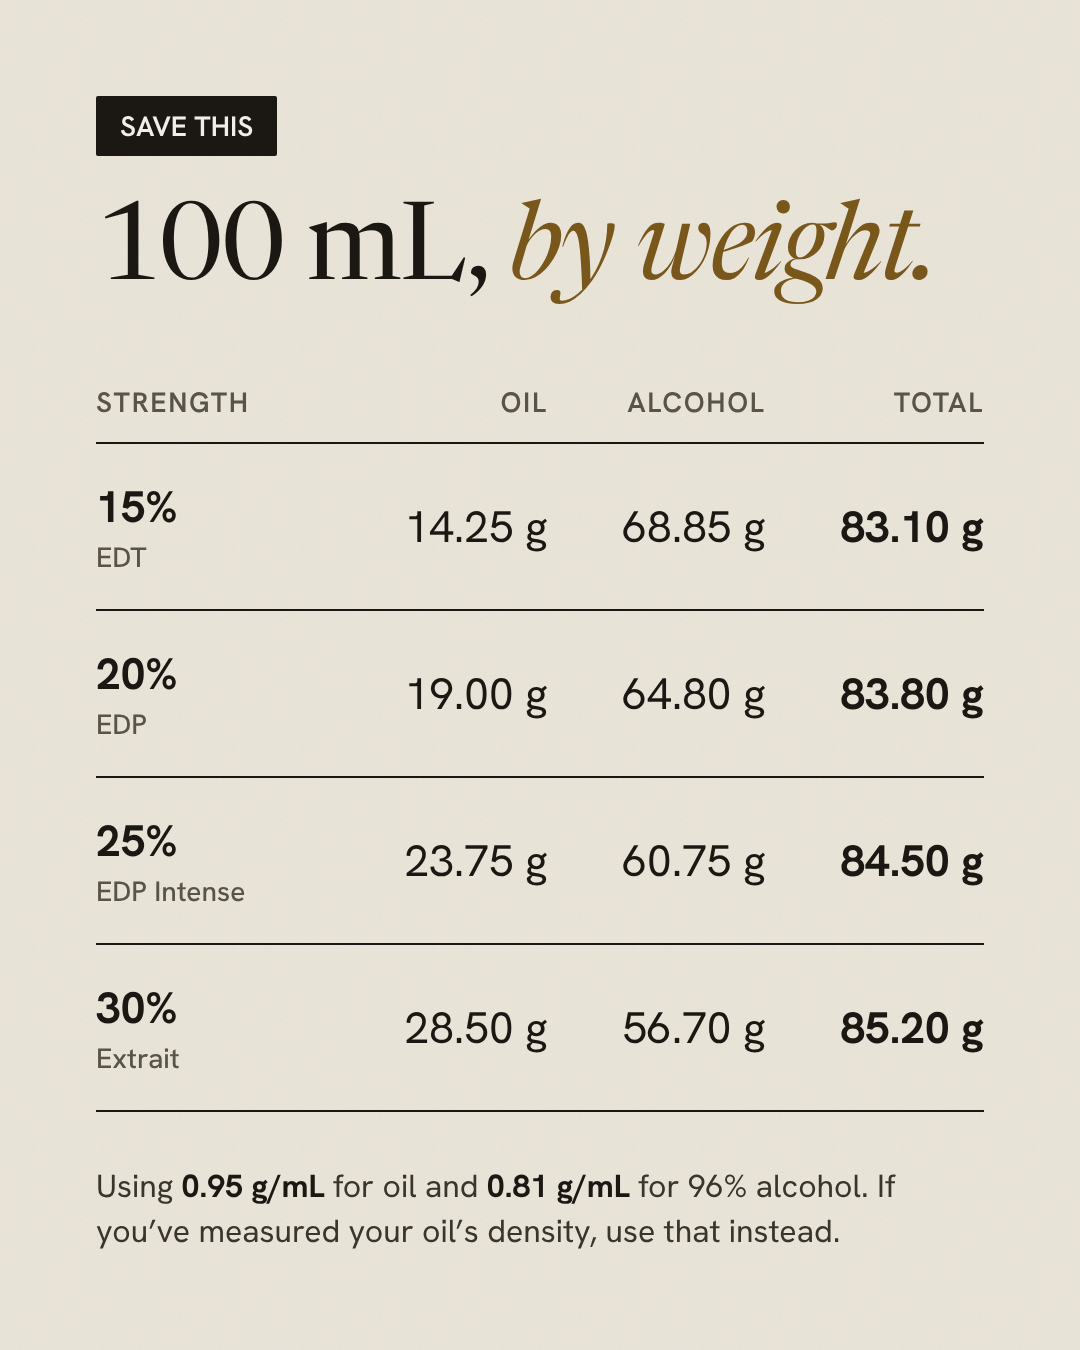 SAVE THIS
100 mL, by weight.
STRENGTH OIL ALCOHOL TOTAL
15%
EDT
14.25 g 68.85 g 83.10 g
20%
EDP
19.00 g 64.80 g 83.80 g
25%
EDP Intense
23.75 g 60.75 g 84.50 g
30%
Extrait
28.50 g 56.70 g 85.20 g
Using 0.95 g/mL for oil and 0.81 g/mL for 96% alcohol. If
you’ve measured your oil’s density, use that instead.